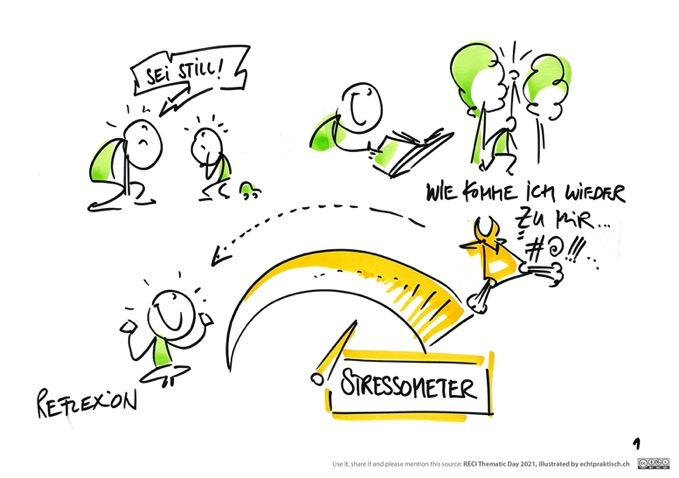 SEI STILL!
WIE KOMME ICH WIEDER
ZU MIR...
#@!!!...
REFLEXION
STRESSOMETER
1
Use it, share it and please mention this source: RECI Thematic Day 2021, illustrated by echtpraktisch.ch